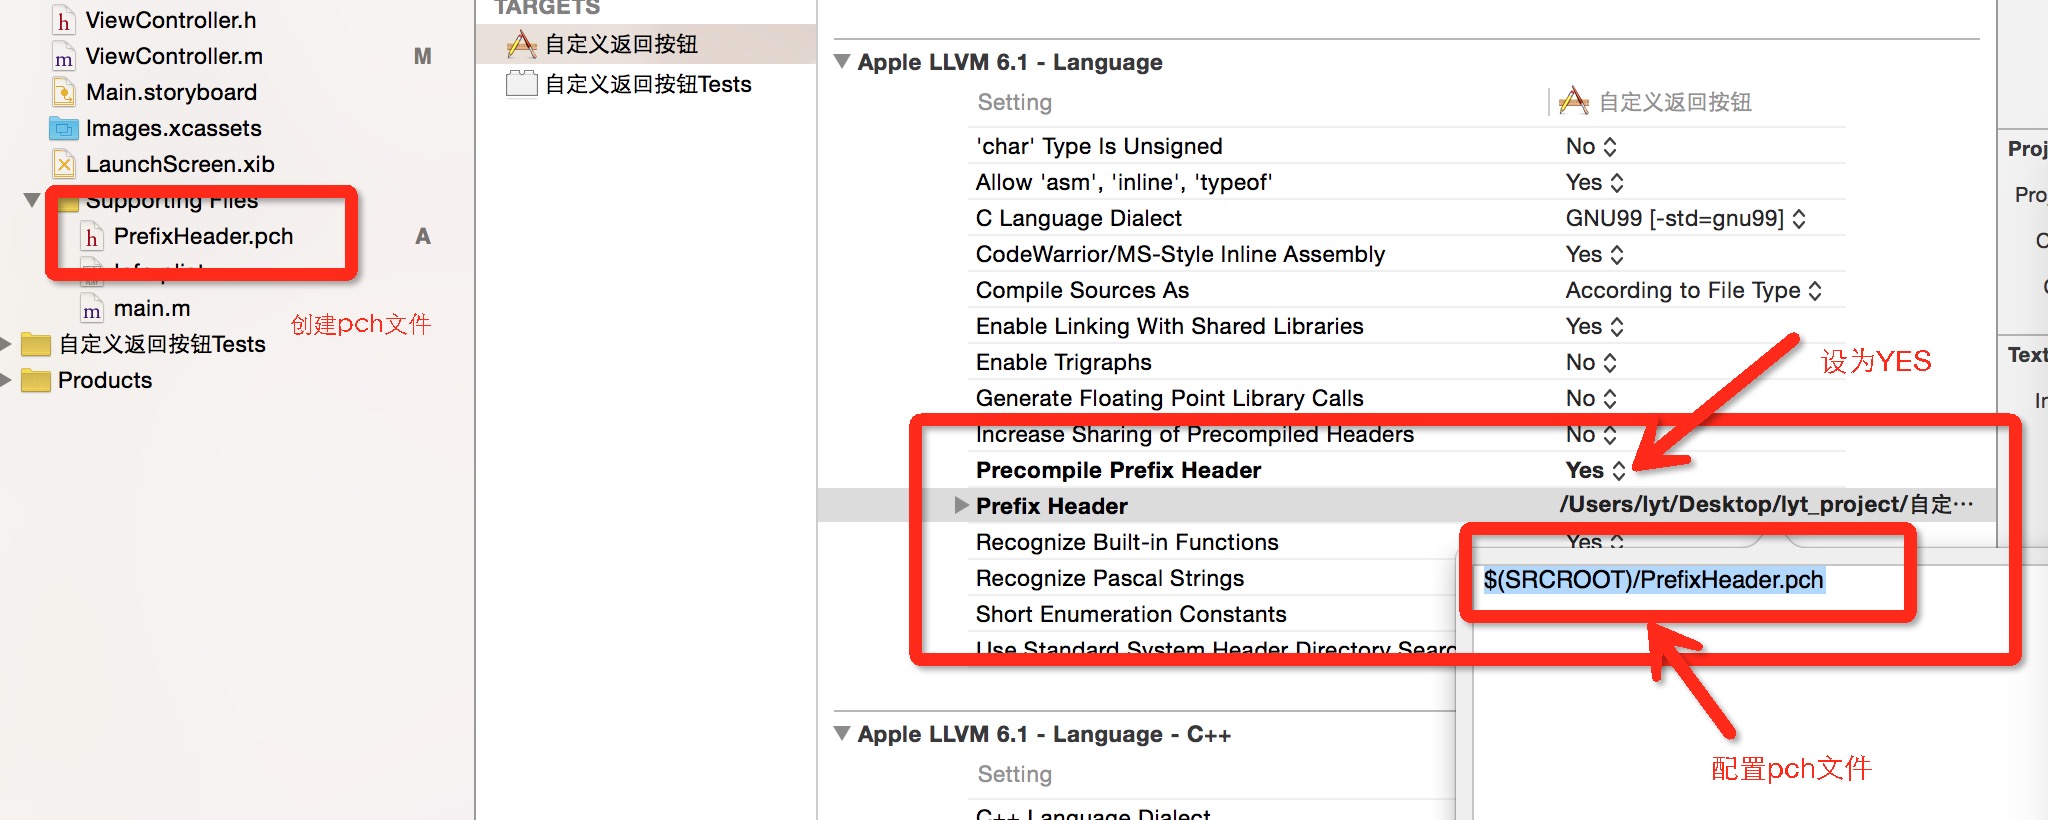 ViewController.h
ViewController.m M
Main.storyboard
Images.xcassets
LaunchScreen.xib
Supporting Files
PrefixHeader.pch A
main.m
创建pch文件
自定义返回按钮Tests
Products
TARGETS
自定义返回按钮
自定义返回按钮Tests
Apple LLVM 6.1 - Language
Setting 自定义返回按钮
'char' Type Is Unsigned No
Allow 'asm', 'inline', 'typeof' Yes
C Language Dialect GNU99 [-std=gnu99]
CodeWarrior/MS-Style Inline Assembly Yes
Compile Sources As According to File Type
Enable Linking With Shared Libraries Yes
Enable Trigraphs No
设为YES
Generate Floating Point Library Calls No
Increase Sharing of Precompiled Headers No
Precompile Prefix Header Yes
Prefix Header /Users/lyt/Desktop/lyt_project/自定…
Recognize Built-in Functions Yes
Recognize Pascal Strings
$(SRCROOT)/PrefixHeader.pch
Short Enumeration Constants
Use Standard System Header Directory Searc
配置pch文件
Apple LLVM 6.1 - Language - C++
Setting
C++ Language Dialect
Proj
Proj
Text